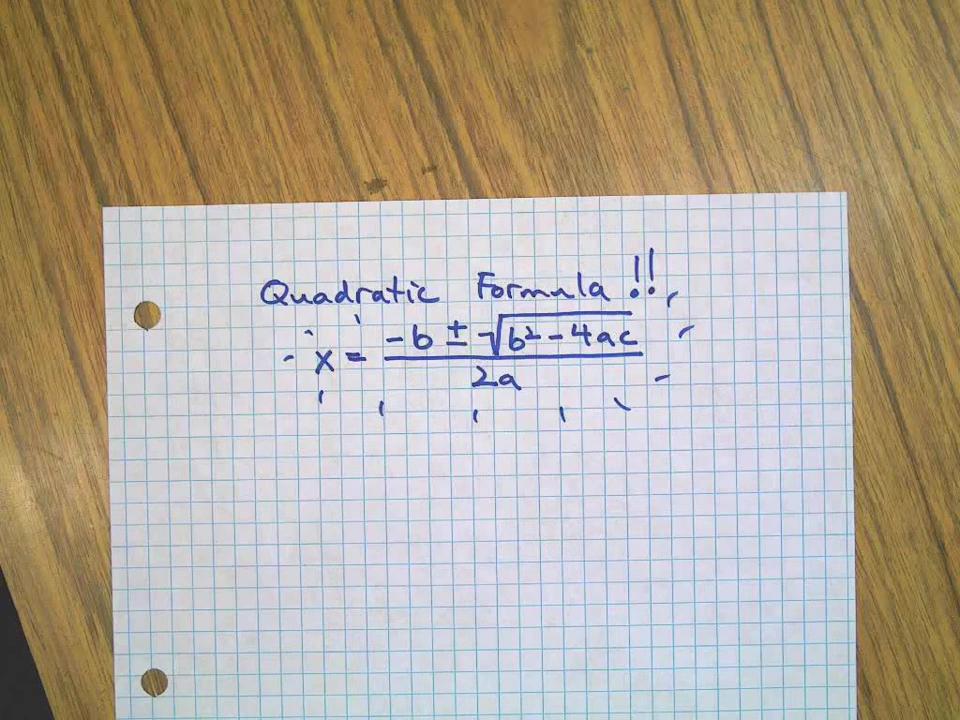 Quadratic Formula !!
x = -b ± √(b² - 4ac) / 2a